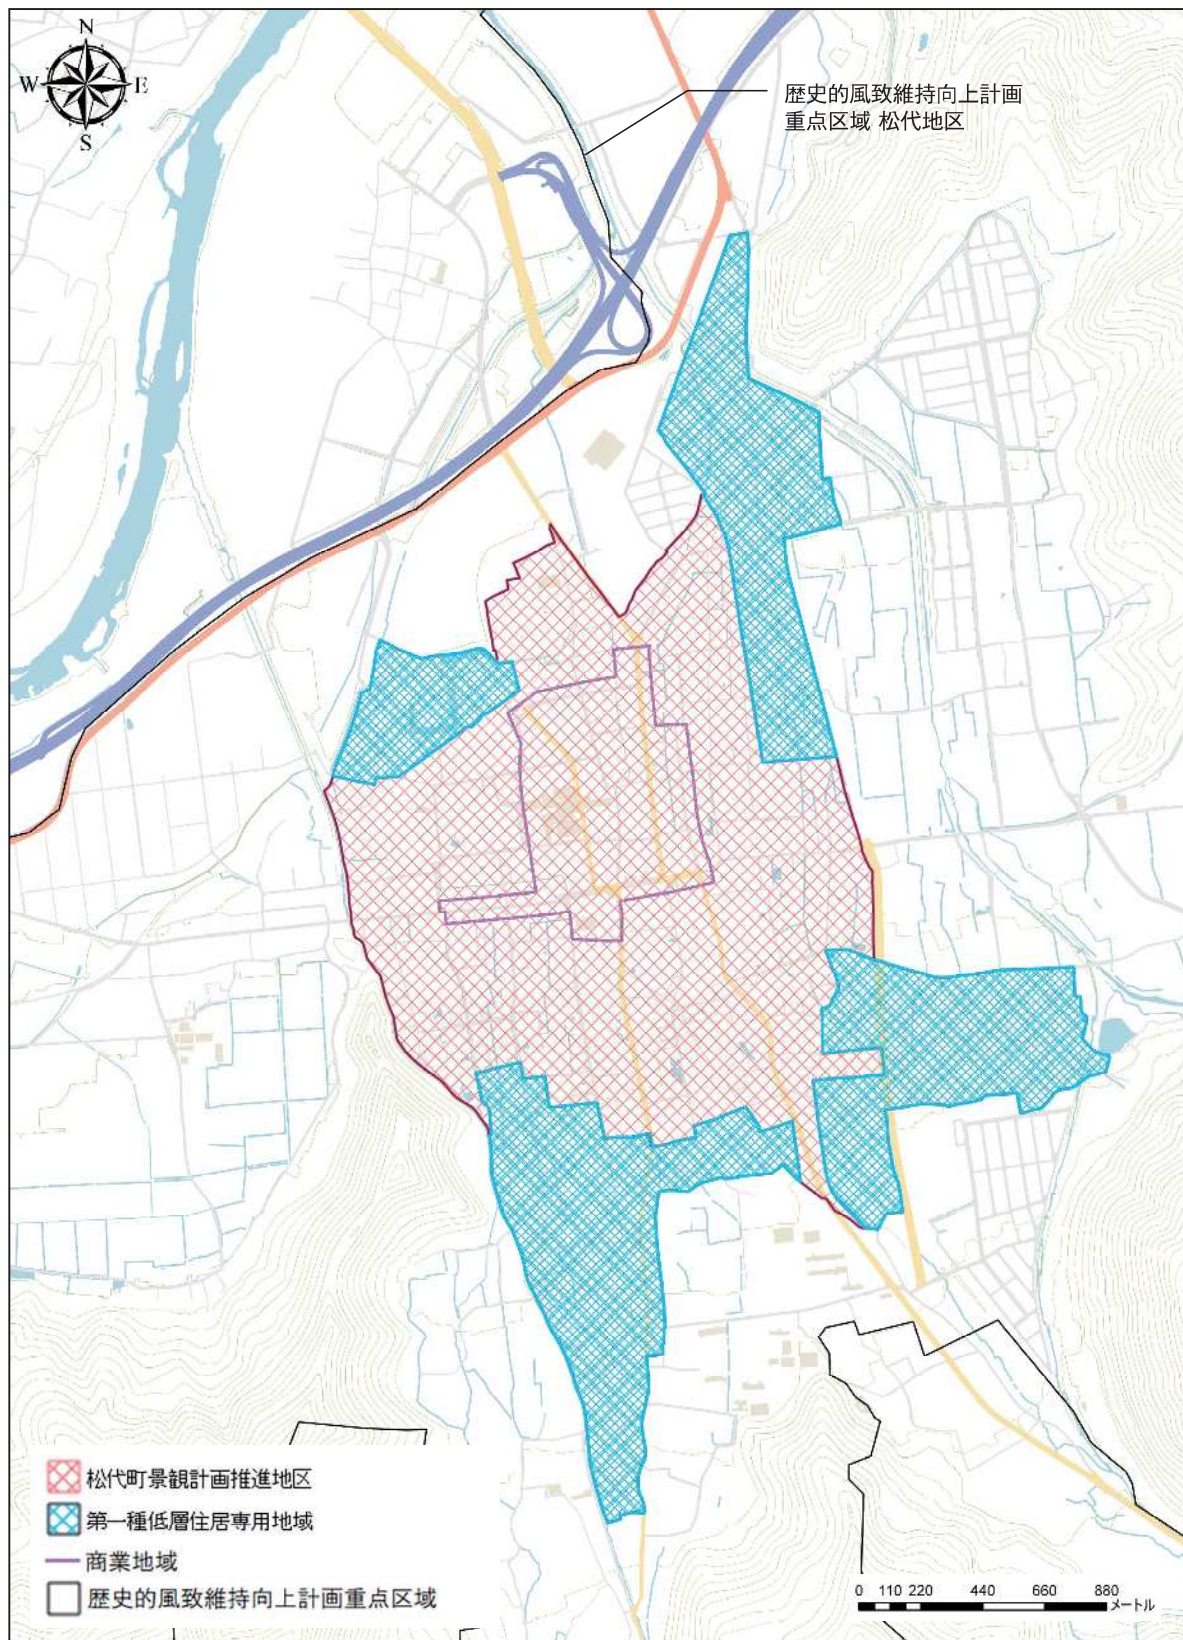 N
W
E
S
歴史的風致維持向上計画
重点区域 松代地区
松代町景観計画推進地区
第一種低層住居専用地域
商業地域
歴史的風致維持向上計画重点区域
0 110 220 440 660 880
メートル